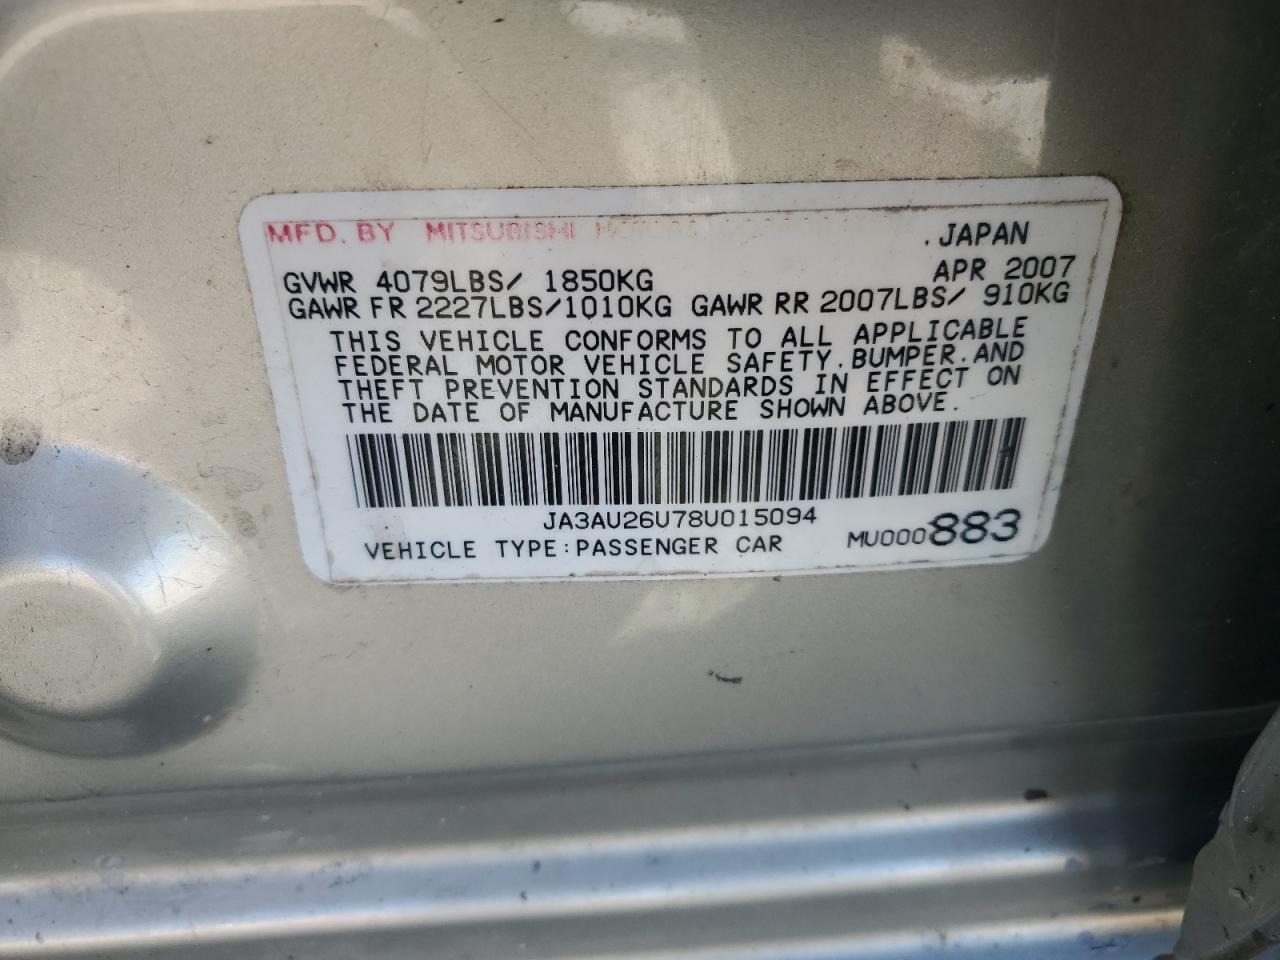 MFD. BY MITSUBISHI MOTORS . JAPAN
GVWR 4079LBS/ 1850KG APR 2007
GAWR FR 2227LBS/1010KG GAWR RR 2007LBS/ 910KG
THIS VEHICLE CONFORMS TO ALL APPLICABLE
FEDERAL MOTOR VEHICLE SAFETY,BUMPER,AND
THEFT PREVENTION STANDARDS IN EFFECT ON
THE DATE OF MANUFACTURE SHOWN ABOVE.
JA3AU26U78U015094
VEHICLE TYPE:PASSENGER CAR MU000883